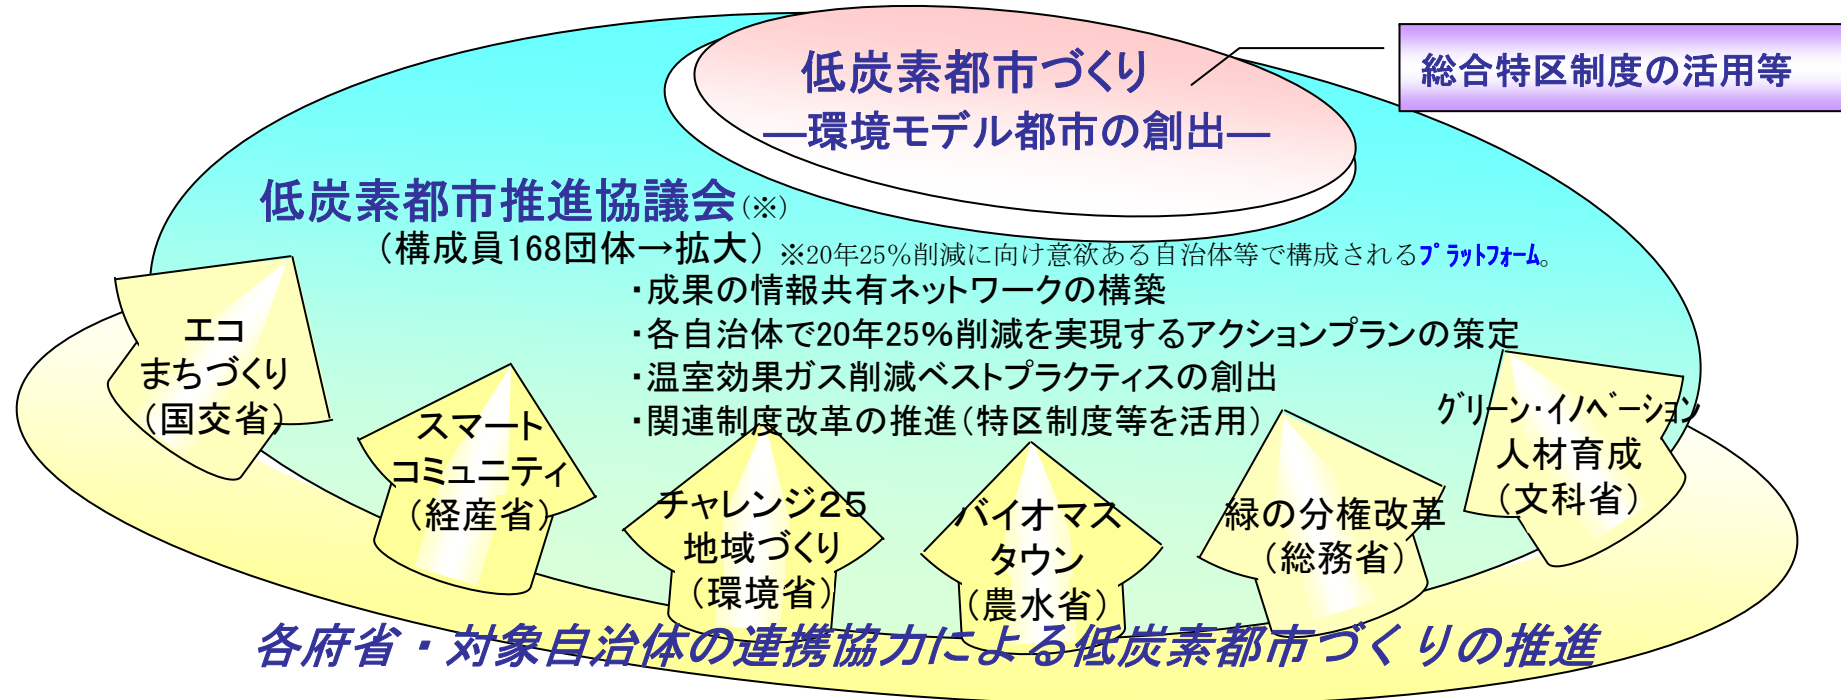 低炭素都市づくり
―環境モデル都市の創出―
総合特区制度の活用等
低炭素都市推進協議会(※)
（構成員168団体→拡大）※20年25％削減に向け意欲ある自治体等で構成されるﾌﾟﾗｯﾄﾌｫｰﾑ。
・成果の情報共有ネットワークの構築
・各自治体で20年25％削減を実現するアクションプランの策定
・温室効果ガス削減ベストプラクティスの創出
・関連制度改革の推進（特区制度等を活用）
エコ
まちづくり
（国交省）
スマート
コミュニティ
（経産省）
チャレンジ２５
地域づくり
（環境省）
バイオマス
タウン
（農水省）
緑の分権改革
（総務省）
ｸﾞﾘｰﾝ・ｲﾉﾍﾞｰｼｮﾝ
人材育成
（文科省）
各府省・対象自治体の連携協力による低炭素都市づくりの推進